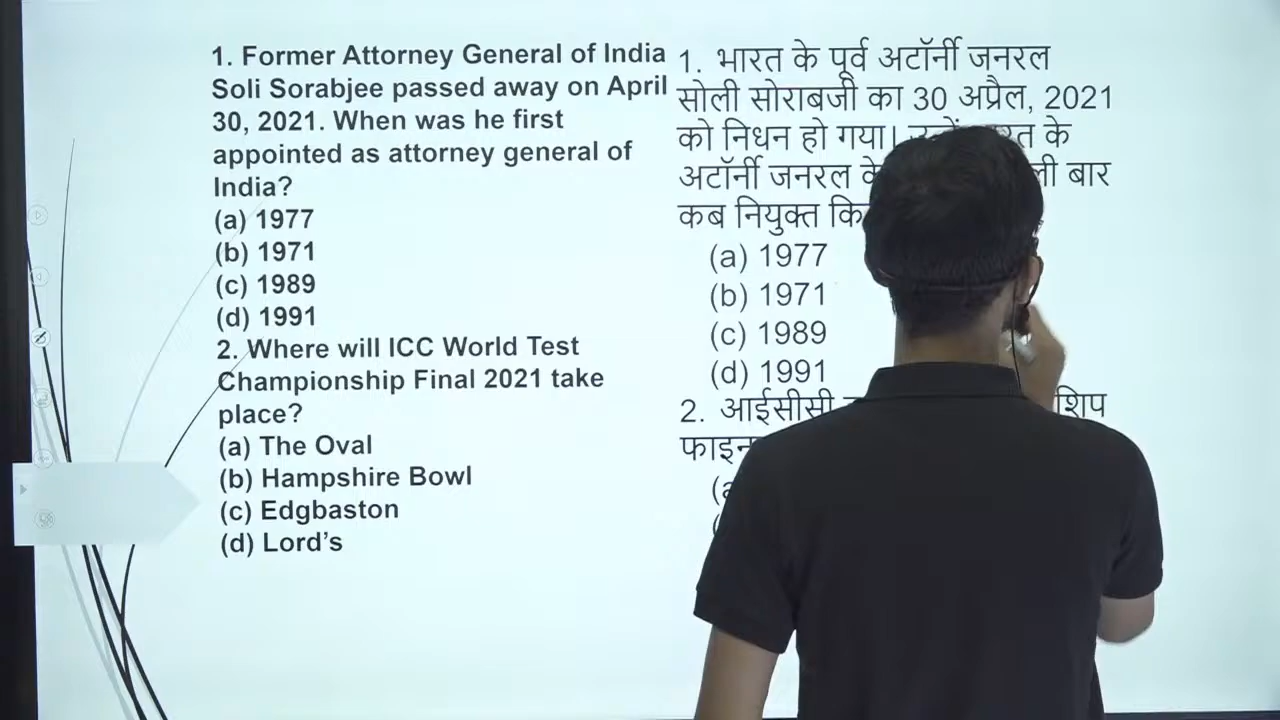 1. Former Attorney General of India
Soli Sorabjee passed away on April
30, 2021. When was he first
appointed as attorney general of
India?
(a) 1977
(b) 1971
(c) 1989
(d) 1991
2. Where will ICC World Test
Championship Final 2021 take
place?
(a) The Oval
(b) Hampshire Bowl
(c) Edgbaston
(d) Lord’s
1. भारत के पूर्व अटॉर्नी जनरल
सोली सोराबजी का 30 अप्रैल, 2021
को निधन हो गया। के
अटॉर्नी जनरल बार
कब नियुक्त
(a) 1977
(b) 1971
(c) 1989
(d) 1991
2. आईसीसी